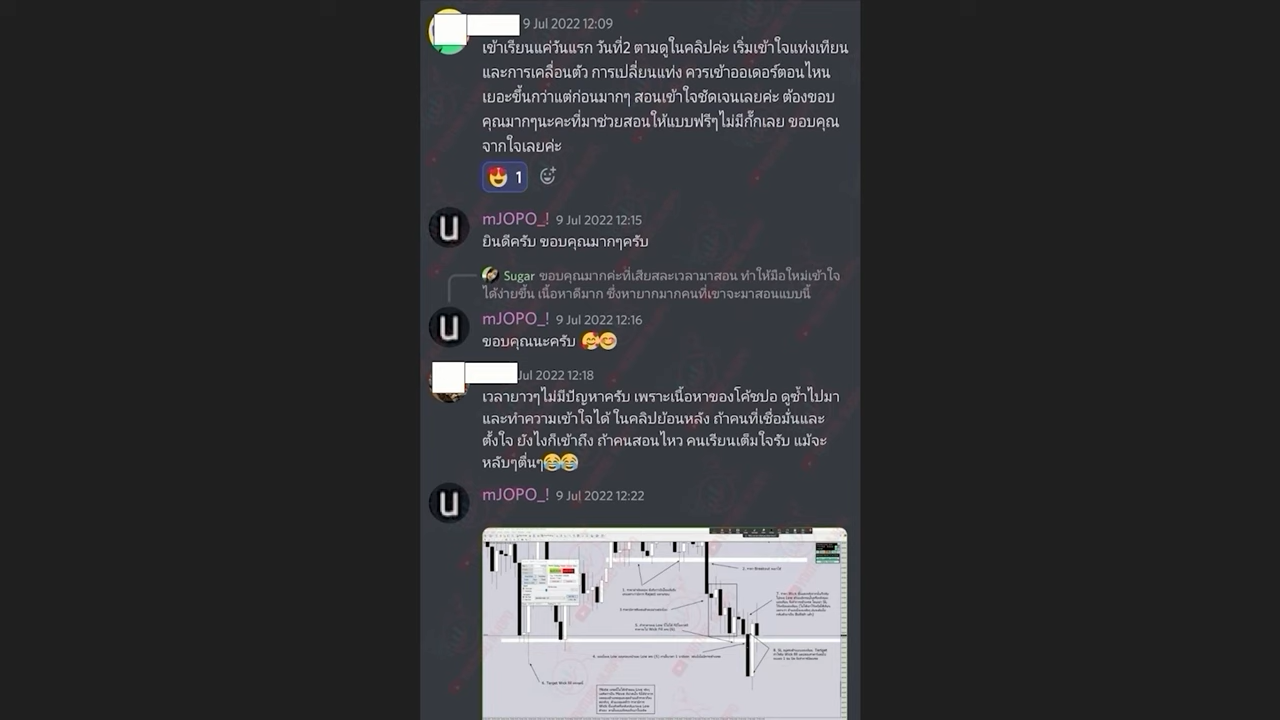 9 Jul 2022 12:09
เข้าเรียนแค่วันแรก วันที่2 ตามดูในคลิปค่ะ เริ่มเข้าใจแท่งเทียน
และการเคลื่อนตัว การเปลี่ยนแท่ง ควรเข้าออเดอร์ตอนไหน
เยอะขึ้นกว่าแต่ก่อนมากๆ สอนเข้าใจชัดเจนเลยค่ะ ต้องขอบ
คุณมากๆนะคะที่มาช่วยสอนให้แบบฟรีๆไม่มีกั๊กเลย ขอบคุณ
จากใจเลยค่ะ
1
mJOPO_! 9 Jul 2022 12:15
ยินดีครับ ขอบคุณมากๆครับ
Sugar ขอบคุณมากค่ะที่เสียสละเวลามาสอน ทำให้มือใหม่เข้าใจ
ได้ง่ายขึ้น เนื้อหาดีมาก ซึ่งหายากมากคนที่เขาจะมาสอนแบบนี้
mJOPO_! 9 Jul 2022 12:16
ขอบคุณนะครับ 🥰😊
Jul 2022 12:18
เวลายาวๆไม่มีปัญหาครับ เพราะเนื้อหาของโค้ชปอ ดูซ้ำไปมา
และทำความเข้าใจได้ ในคลิปย้อนหลัง ถ้าคนที่เชื่อมั่นและ
ตั้งใจ ยังไงก็เข้าถึง ถ้าคนสอนไหว คนเรียนเต็มใจรับ แม้จะ
หลับๆตื่นๆ😂😂
mJOPO_! 9 Jul 2022 12:22